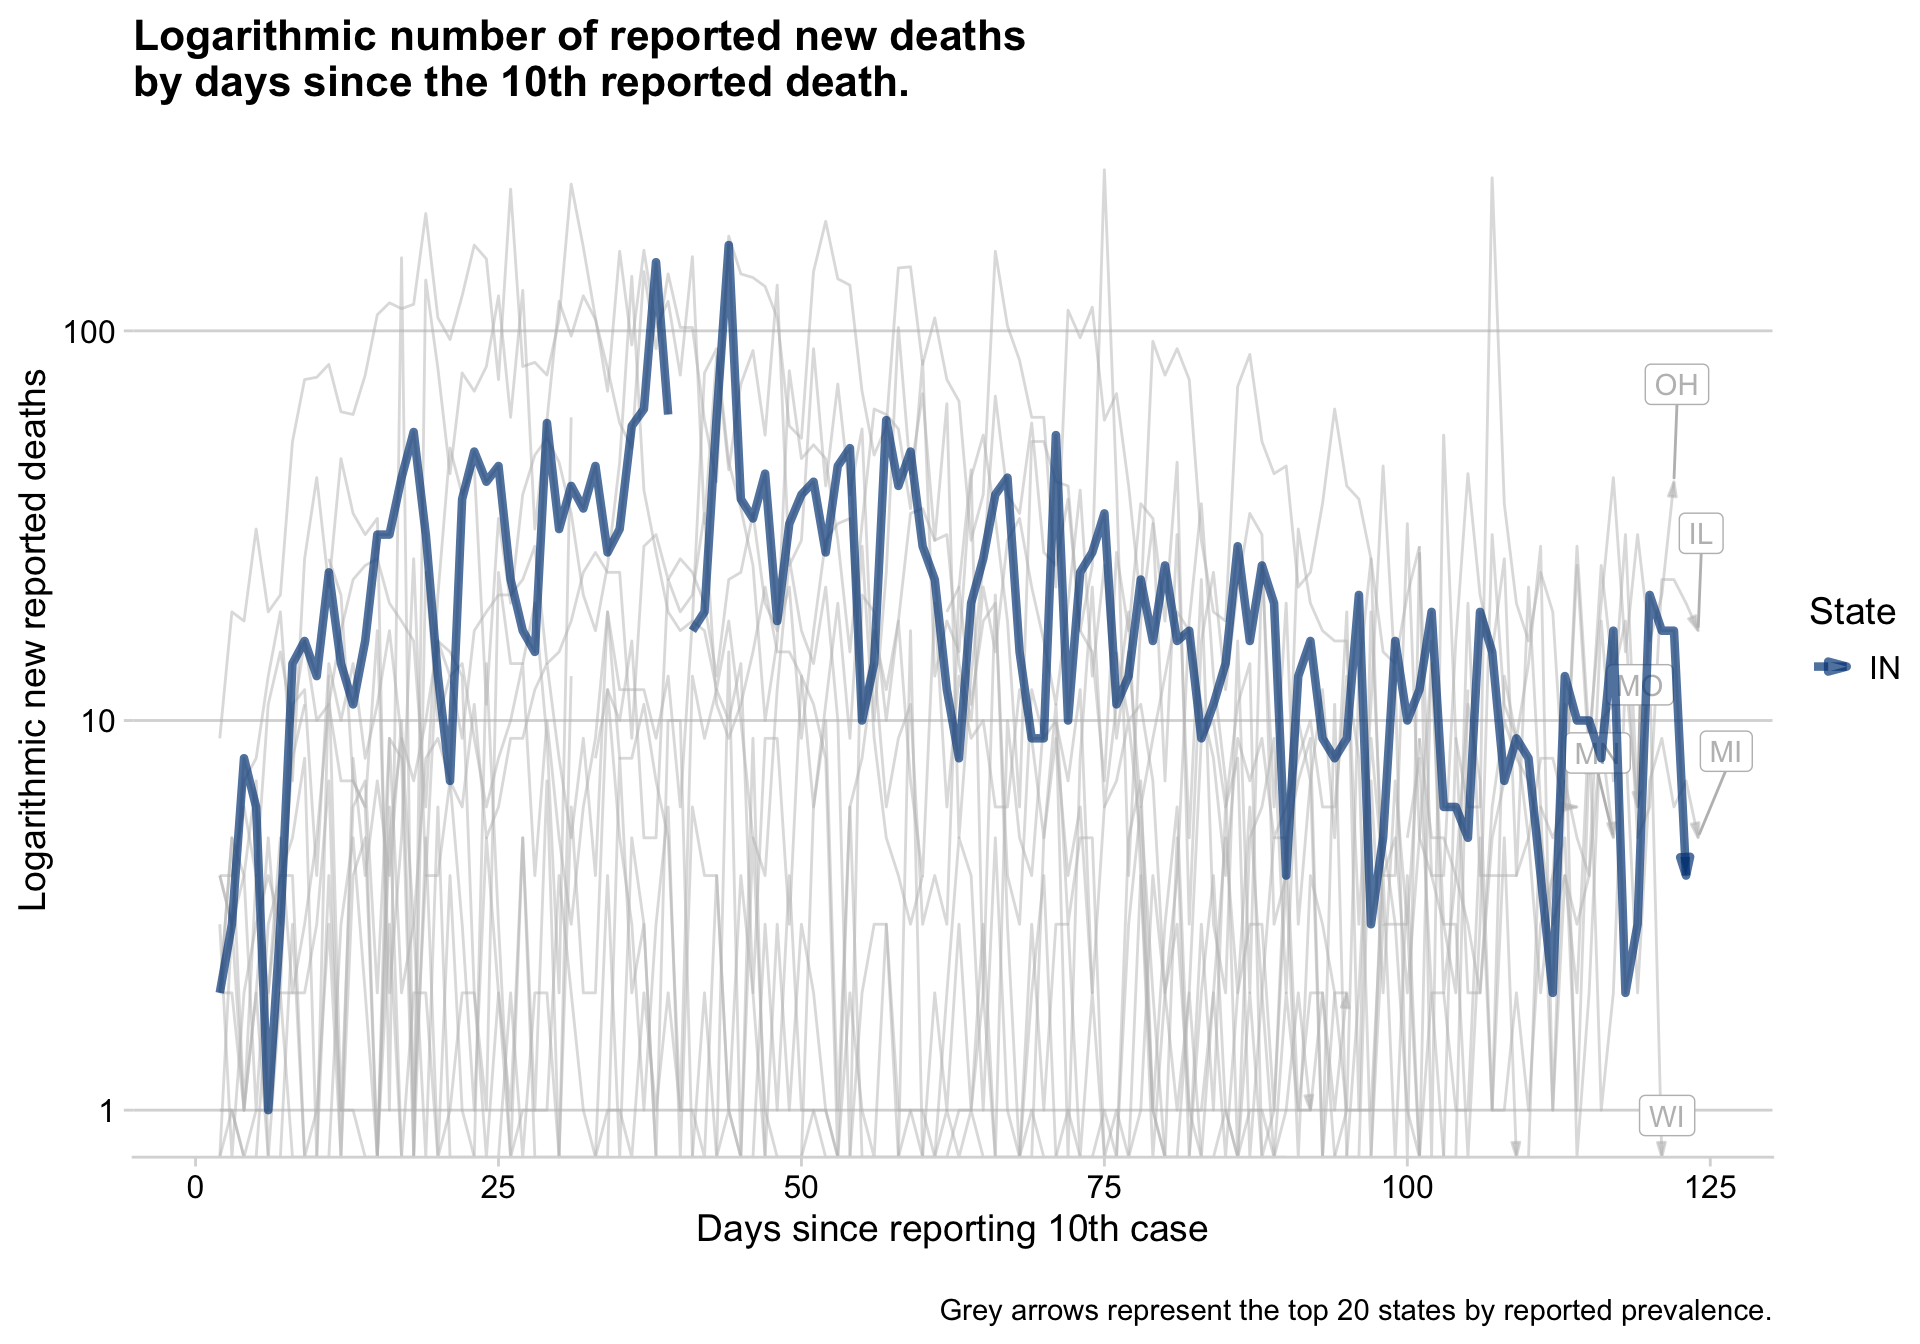 Logarithmic number of reported new deaths
by days since the 10th reported death.
Logarithmic new reported deaths
100
10
1
OH
IL
MO
MN
MI
WI
State
IN
0
25
50
75
100
125
Days since reporting 10th case
Grey arrows represent the top 20 states by reported prevalence.